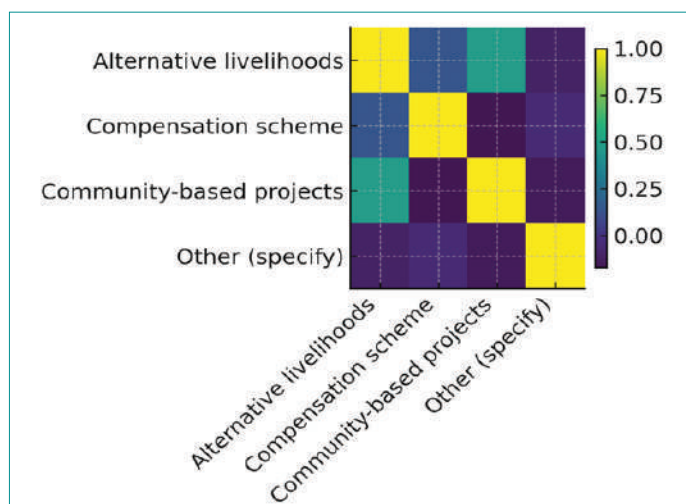 Alternative livelihoods
Compensation scheme
Community-based projects
Other (specify)
1.00
0.75
0.50
0.25
0.00
Alternative livelihoods
Compensation scheme
Community-based projects
Other (specify)